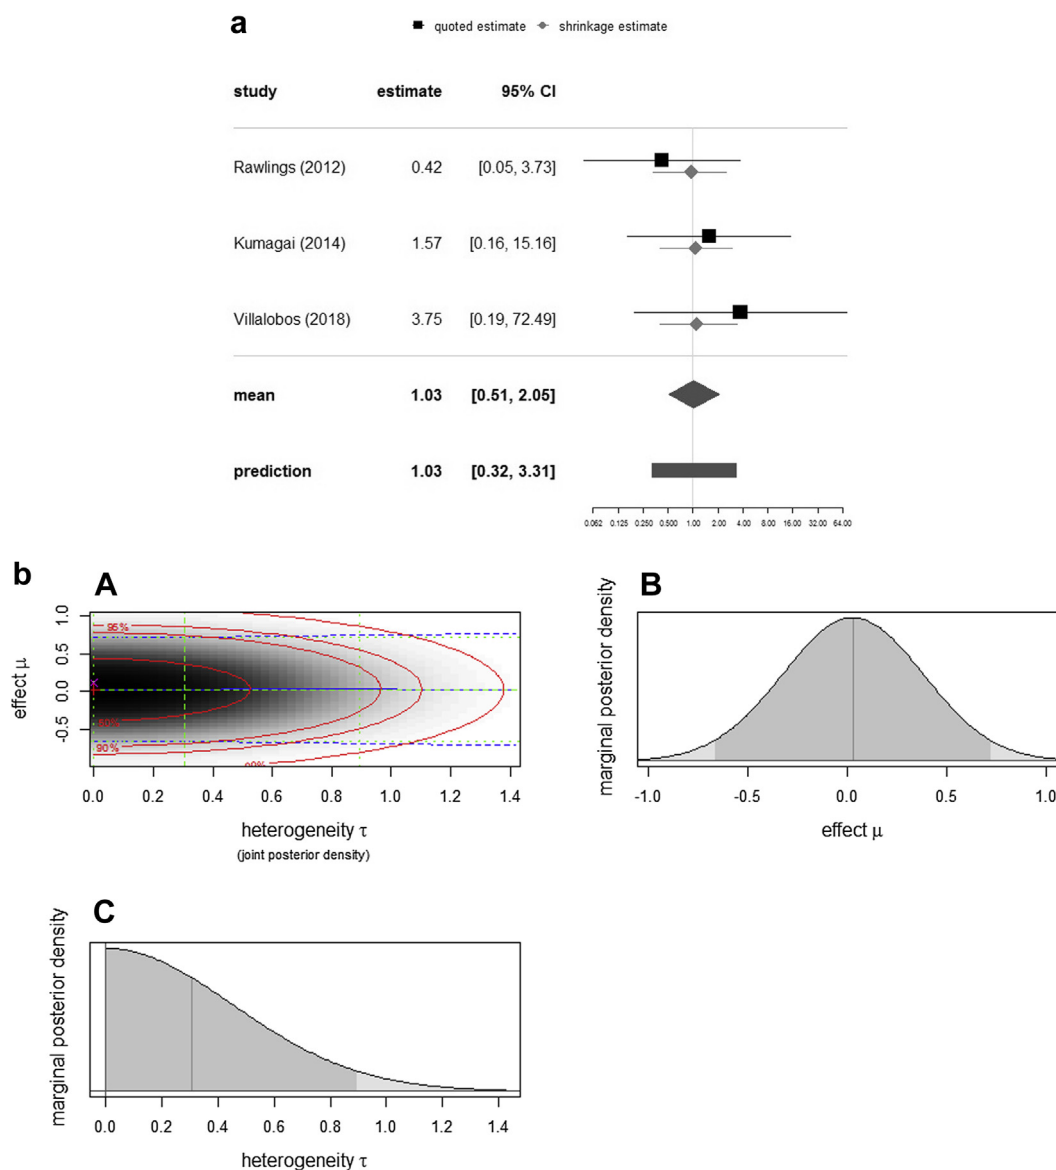 a
quoted estimate shrinkage estimate
study estimate 95% CI
Rawlings (2012) 0.42 [0.05, 3.73]
Kumagai (2014) 1.57 [0.16, 15.16]
Villalobos (2018) 3.75 [0.19, 72.49]
mean 1.03 [0.51, 2.05]
prediction 1.03 [0.32, 3.31]
0.062 0.125 0.250 0.500 1.00 2.00 4.00 8.00 16.00 32.00 64.00
b
A
effect μ
1.0
0.5
0.0
-0.5
95%
50%
90%
99%
0.0 0.2 0.4 0.6 0.8 1.0 1.2 1.4
heterogeneity τ
(joint posterior density)
B
marginal posterior density
-1.0 -0.5 0.0 0.5 1.0
effect μ
C
marginal posterior density
0.0 0.2 0.4 0.6 0.8 1.0 1.2 1.4
heterogeneity τ